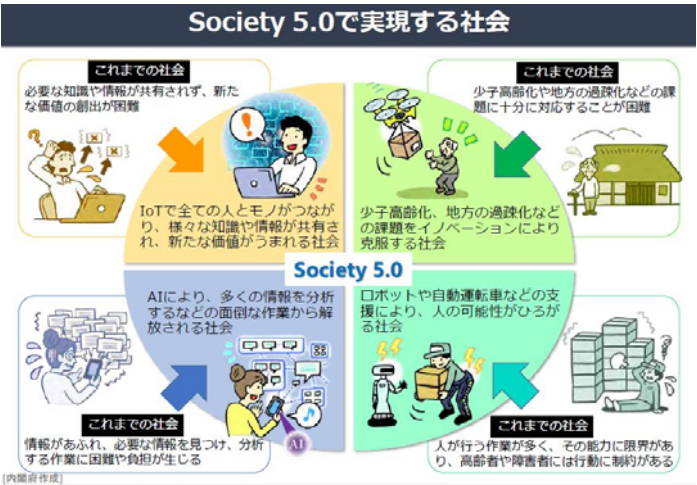 Society 5.0で実現する社会
これまでの社会
必要な知識や情報が共有されず、新た
な価値の創出が困難
これまでの社会
少子高齢化や地方の過疎化などの課
題に十分に対応することが困難
IoTで全ての人とモノがつなが
り、様々な知識や情報が共有さ
れ、新たな価値がうまれる社会
少子高齢化、地方の過疎化など
の課題をイノベーションにより
克服する社会
Society 5.0
AIにより、多くの情報を分析
するなどの面倒な作業から解
放される社会
ロボットや自動運転車などの支
援により、人の可能性がひろが
る社会
AI
これまでの社会
情報があふれ、必要な情報を見つけ、分析
する作業に困難や負担が生じる
これまでの社会
人が行う作業が多く、その能力に限界があ
り、高齢者や障害者には行動に制約がある
[内閣府作成]